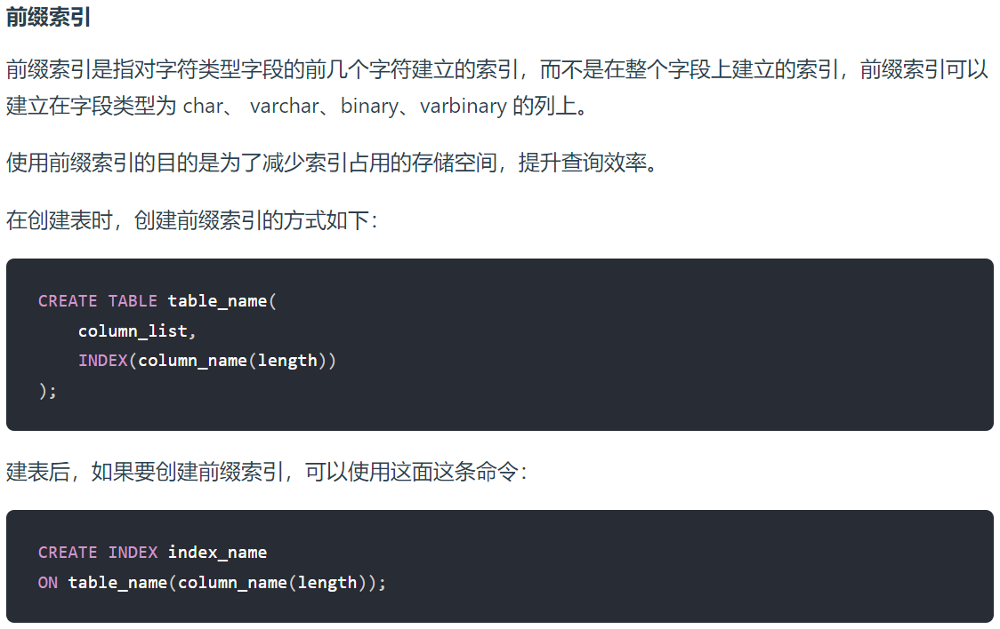 前缀索引
前缀索引是指对字符类型字段的前几个字符建立的索引，而不是在整个字段上建立的索引，前缀索引可以
建立在字段类型为 char、 varchar、binary、varbinary 的列上。
使用前缀索引的目的是为了减少索引占用的存储空间，提升查询效率。
在创建表时，创建前缀索引的方式如下：
CREATE TABLE table_name(
    column_list,
    INDEX(column_name(length))
);
建表后，如果要创建前缀索引，可以使用这面这条命令：
CREATE INDEX index_name
ON table_name(column_name(length));